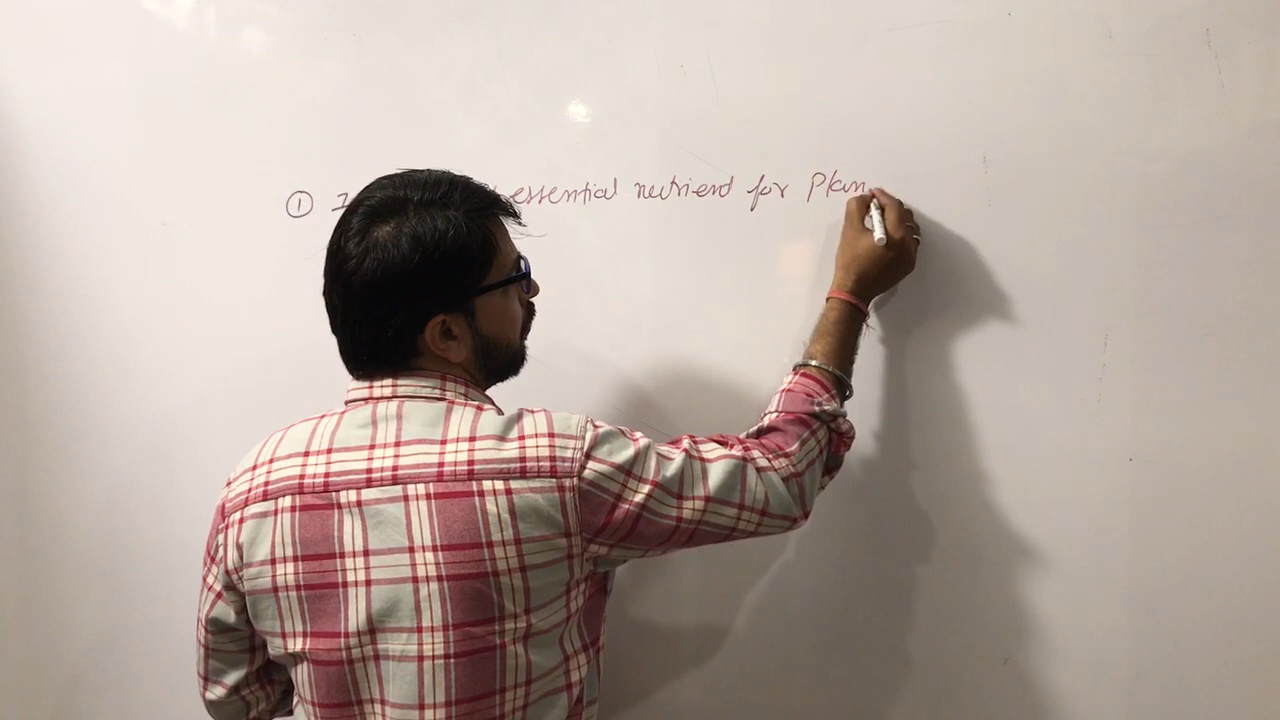 ① I essential nutrient for Plan